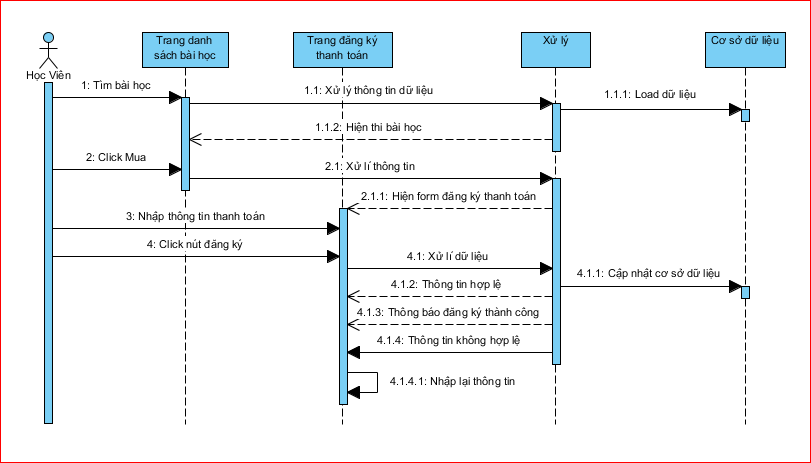 Trang danh
sách bài học
Trang đăng ký
thanh toán
Xử lý
Cơ sở dữ liệu
Học Viên
1: Tìm bài học
1.1: Xử lý thông tin dữ liệu
1.1.1: Load dữ liệu
1.1.2: Hiện thi bài học
2: Click Mua
2.1: Xử lí thông tin
2.1.1: Hiện form đăng ký thanh toán
3: Nhập thông tin thanh toán
4: Click nút đăng ký
4.1: Xử lí dữ liệu
4.1.1: Cập nhật cơ sở dữ liệu
4.1.2: Thông tin hợp lệ
4.1.3: Thông báo đăng ký thành công
4.1.4: Thông tin không hợp lệ
4.1.4.1: Nhập lại thông tin